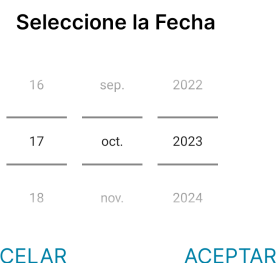 Seleccione la Fecha
16 sep. 2022
17 oct. 2023
18 nov. 2024
CELAR ACEPTAR